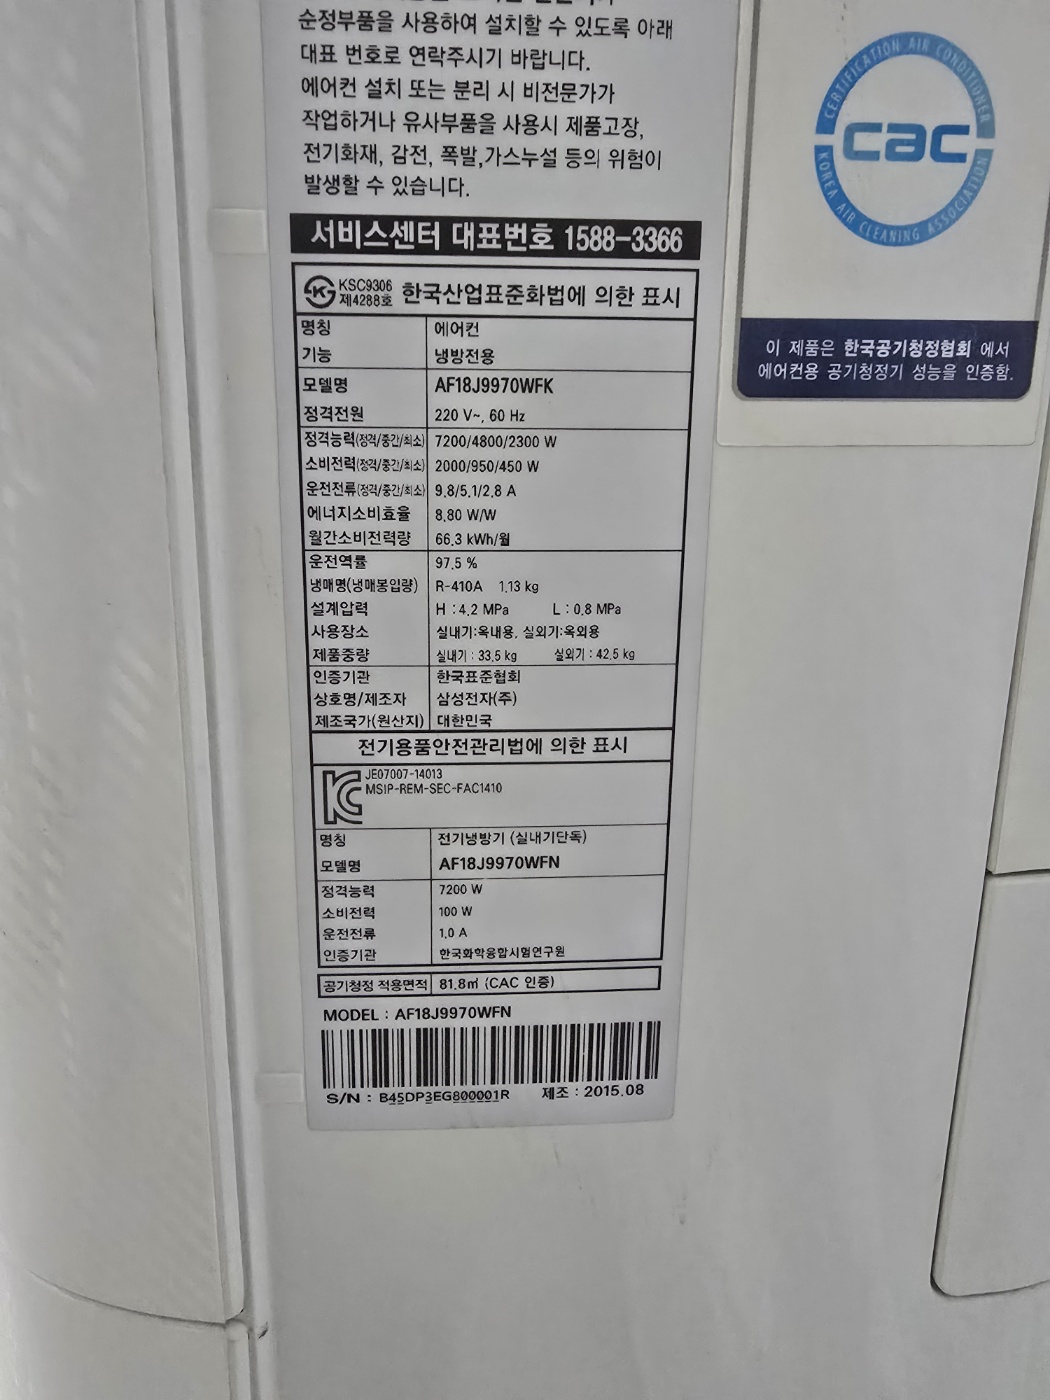 순정부품을 사용하여 설치할 수 있도록 아래
대표 번호로 연락주시기 바랍니다.
에어컨 설치 또는 분리 시 비전문가가
작업하거나 유사부품을 사용시 제품고장,
전기화재, 감전, 폭발,가스누설 등의 위험이
발생할 수 있습니다.
서비스센터 대표번호 1588-3366
KSC9306
제4288호 한국산업표준화법에 의한 표시
명칭 에어컨
기능 냉방전용
모델명 AF18J9970WFK
정격전원 220 V~, 60 Hz
정격능력(정격/중간/최소) 7200/4800/2300 W
소비전력(정격/중간/최소) 2000/950/450 W
운전전류(정격/중간/최소) 9.8/5.1/2.8 A
에너지소비효율 8.80 W/W
월간소비전력량 66.3 kWh/월
운전역률 97.5 %
냉매명(냉매봉입량) R-410A 1.13 kg
설계압력 H : 4.2 MPa L : 0.8 MPa
사용장소 실내기:옥내용, 실외기:옥외용
제품중량 실내기 : 33.5 kg 실외기 : 42.5 kg
인증기관 한국표준협회
상호명/제조자 삼성전자(주)
제조국가(원산지) 대한민국
전기용품안전관리법에 의한 표시
JE07007-14013
MSIP-REM-SEC-FAC1410
명칭 전기냉방기 (실내기단독)
모델명 AF18J9970WFN
정격능력 7200 W
소비전력 100 W
운전전류 1.0 A
인증기관 한국화학융합시험연구원
공기청정 적용면적 81.8㎡ (CAC 인증)
MODEL : AF18J9970WFN
S/N : B45DP3EG800001R 제조 : 2015.08
CERTIFICATION AIR CONDITIONER
cac
KOREA AIR CLEANING ASSOCIATION
이 제품은 한국공기청정협회 에서
에어컨용 공기청정기 성능을 인증함.